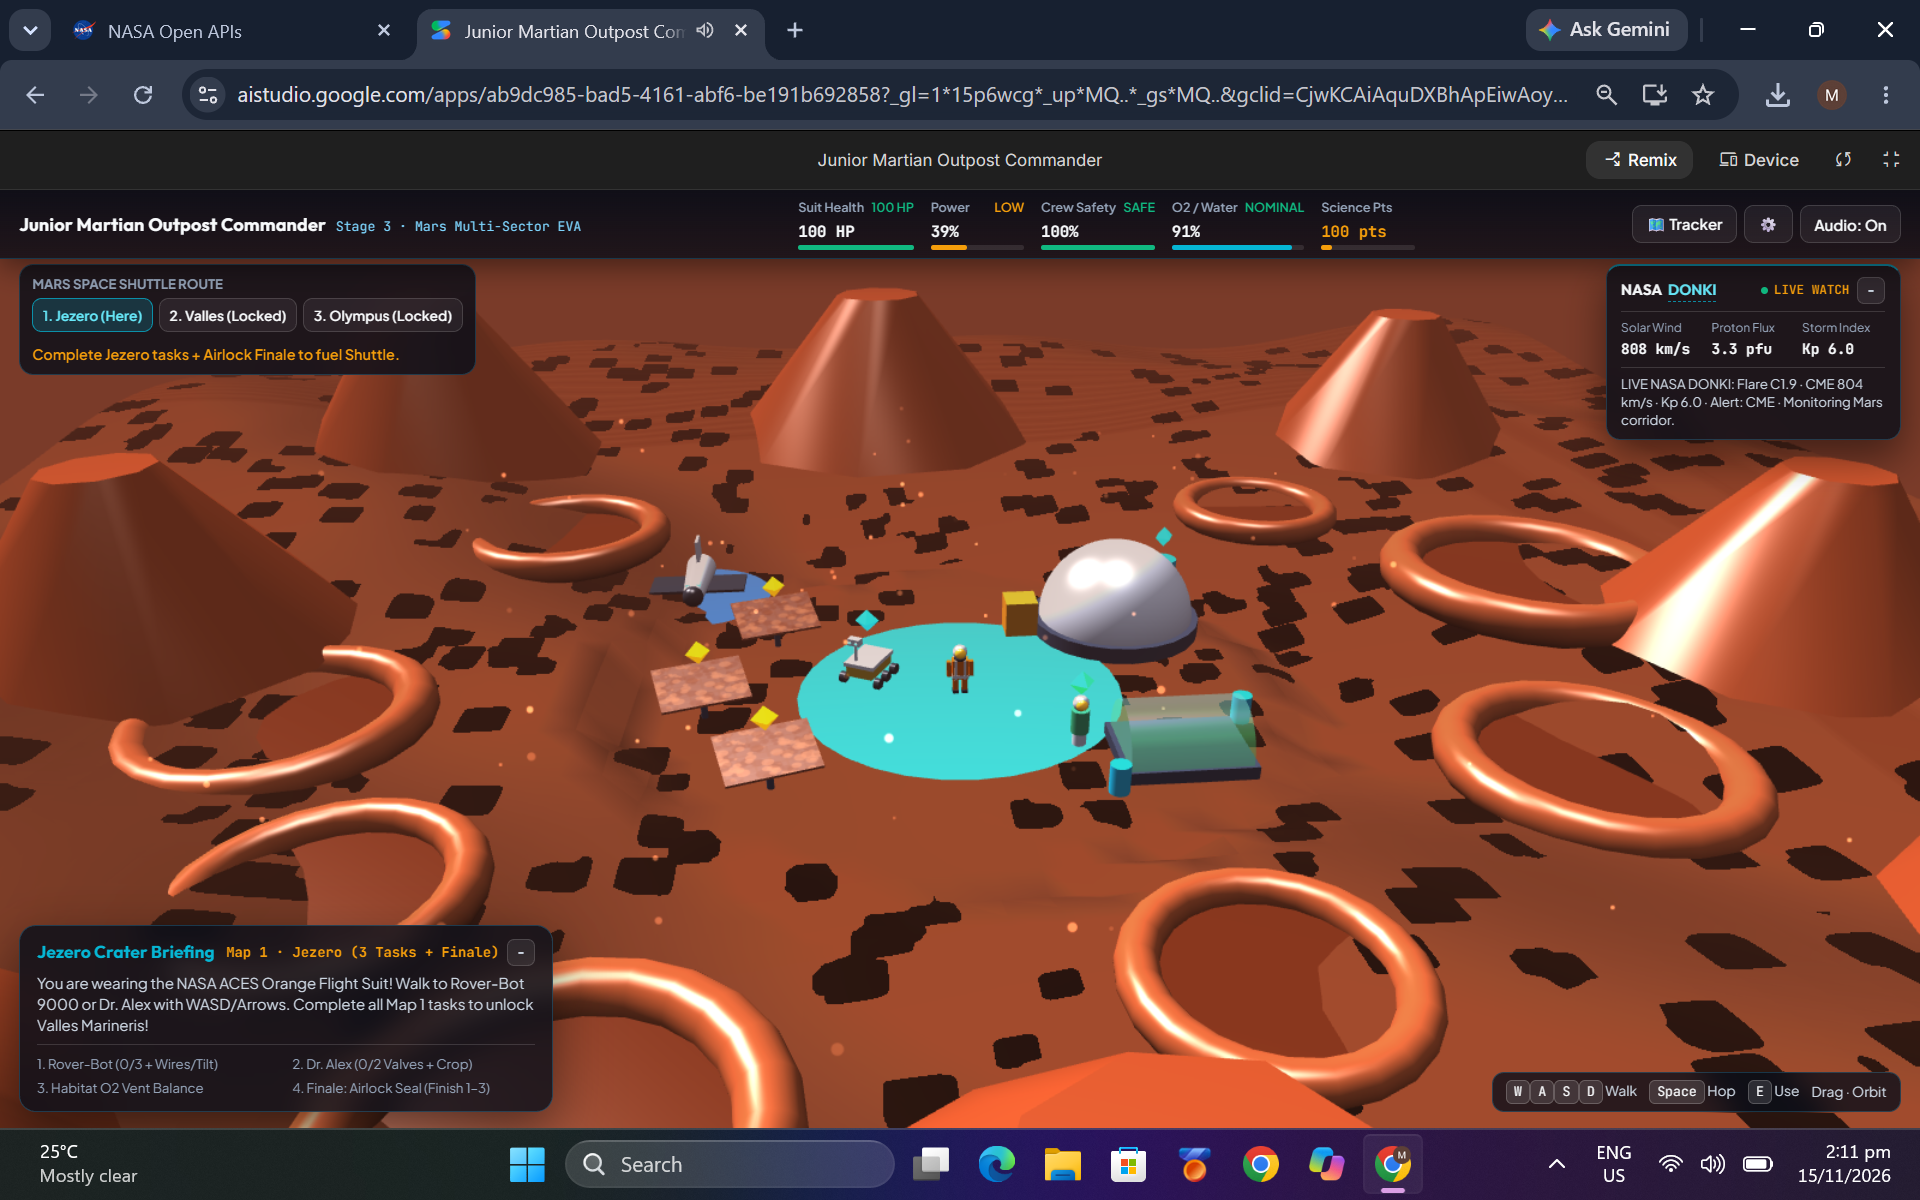 NASA Open APIs
Junior Martian Outpost Con
Ask Gemini
aistudio.google.com/apps/ab9dc985-bad5-4161-abf6-be191b692858?_gl=1*15p6wcg*_up*MQ..*_gs*MQ..&gclid=CjwKCAiAquDXBhApEiwAoy...
M
Junior Martian Outpost Commander
Remix
Device
Junior Martian Outpost Commander Stage 3 · Mars Multi-Sector EVA
Suit Health 100 HP
100 HP
Power LOW
39%
Crew Safety SAFE
100%
O2 / Water NOMINAL
91%
Science Pts
100 pts
Tracker
Audio: On
MARS SPACE SHUTTLE ROUTE
1. Jezero (Here) 2. Valles (Locked) 3. Olympus (Locked)
Complete Jezero tasks + Airlock Finale to fuel Shuttle.
NASA DONKI LIVE WATCH -
Solar Wind Proton Flux Storm Index
808 km/s 3.3 pfu Kp 6.0
LIVE NASA DONKI: Flare C1.9 · CME 804
km/s · Kp 6.0 · Alert: CME · Monitoring Mars
corridor.
Jezero Crater Briefing Map 1 · Jezero (3 Tasks + Finale) -
You are wearing the NASA ACES Orange Flight Suit! Walk to Rover-Bot
9000 or Dr. Alex with WASD/Arrows. Complete all Map 1 tasks to unlock
Valles Marineris!
1. Rover-Bot (0/3 + Wires/Tilt) 2. Dr. Alex (0/2 Valves + Crop)
3. Habitat O2 Vent Balance 4. Finale: Airlock Seal (Finish 1–3)
W A S D Walk Space Hop E Use Drag · Orbit
25°C
Mostly clear
Search
M
ENG
US
2:11 pm
15/11/2026